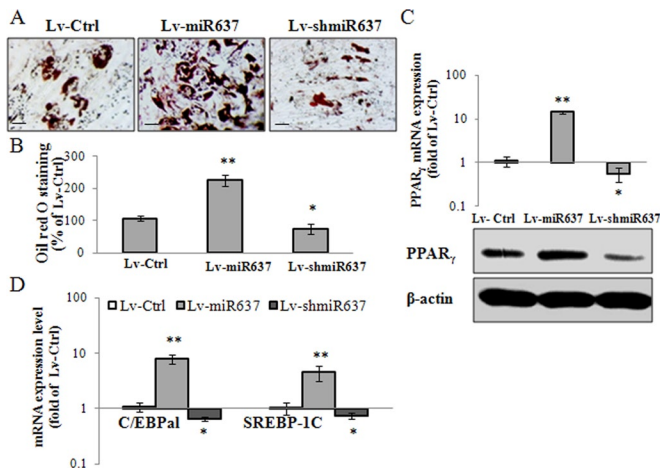 A
Lv-Ctrl Lv-miR637 Lv-shmiR637
B
Oil red O staining
(% of Lv-Ctrl)
300
200
100
0
Lv-Ctrl Lv-miR637 Lv-shmiR637
** *
C
PPARγ mRNA expression
(fold of Lv-Ctrl)
100
10
1
0.1
** *
Lv- Ctrl Lv-miR637 Lv-shmiR637
PPARγ
β-actin
D
Lv-Ctrl Lv-miR637 Lv-shmiR637
mRNA expression level
(fold of Lv-Ctrl)
100
10
1
0.1
** **
C/EBPal SREBP-1C
* *